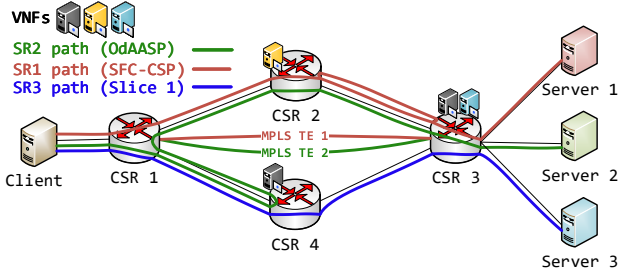 VNFs
SR2 path (OdAASP)
SR1 path (SFC-CSP)
SR3 path (Slice 1)
CSR 2
Server 1
MPLS TE 1
MPLS TE 2
Client
CSR 1
CSR 3
Server 2
CSR 4
Server 3